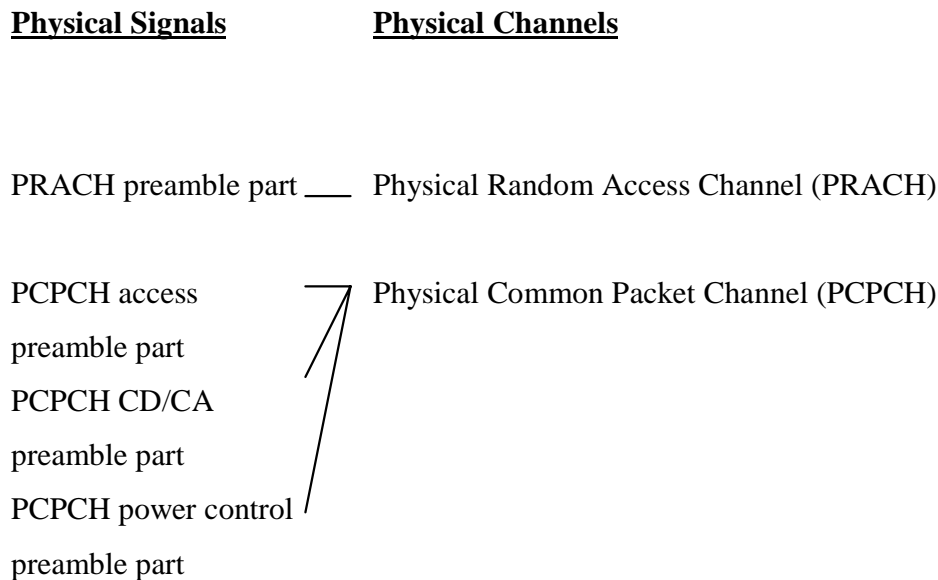 Physical Signals Physical Channels
PRACH preamble part Physical Random Access Channel (PRACH)
PCPCH access Physical Common Packet Channel (PCPCH)
preamble part
PCPCH CD/CA
preamble part
PCPCH power control
preamble part